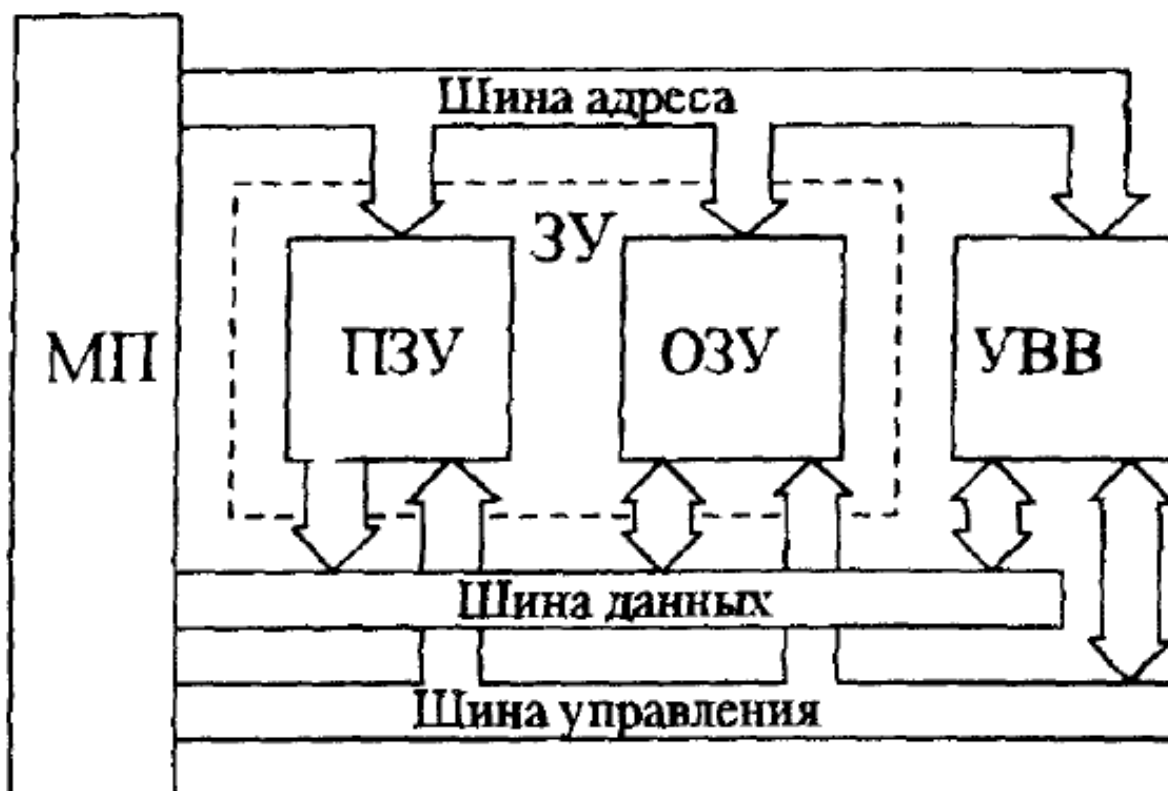 Шина адреса
ЗУ
МП
ПЗУ
ОЗУ
УВВ
Шина данных
Шина управления